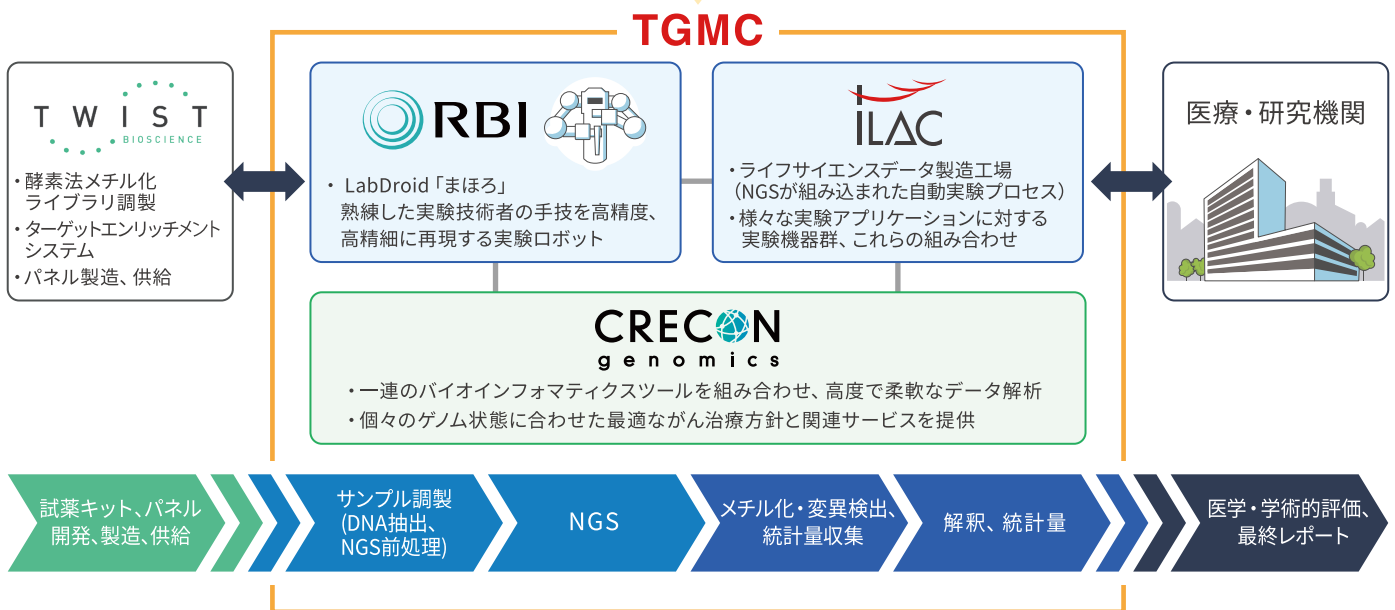 TGMC
TWIST
BIOSCIENCE
・酵素法メチル化
ライブラリ調製
・ターゲットエンリッチメント
システム
・パネル製造、供給
RBI
・ LabDroid「まほろ」
熟練した実験技術者の手技を高精度、
高精細に再現する実験ロボット
iLAC
・ライフサイエンスデータ製造工場
（NGSが組み込まれた自動実験プロセス）
・様々な実験アプリケーションに対する
実験機器群、これらの組み合わせ
医療・研究機関
CRECON
genomics
・一連のバイオインフォマティクスツールを組み合わせ、高度で柔軟なデータ解析
・個々のゲノム状態に合わせた最適ながん治療方針と関連サービスを提供
試薬キット、パネル
開発、製造、供給
サンプル調製
(DNA抽出、
NGS前処理)
NGS
メチル化・変異検出、
統計量収集
解釈、統計量
医学・学術的評価、
最終レポート